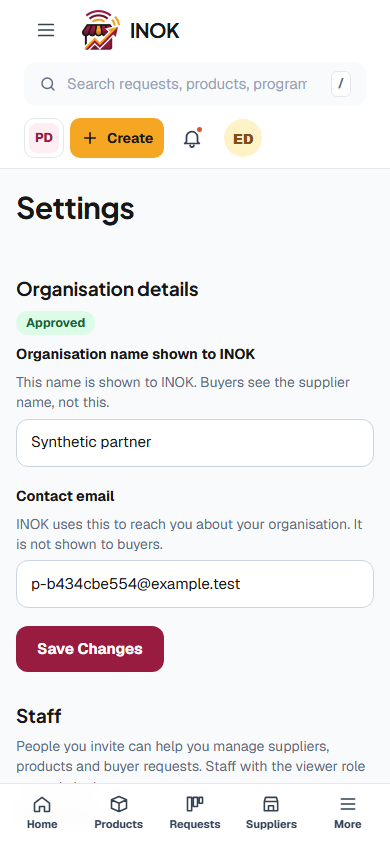 INOK
Search requests, products, program
/
PD
+ Create
ED
Settings
Organisation details
Approved
Organisation name shown to INOK
This name is shown to INOK. Buyers see the supplier
name, not this.
Synthetic partner
Contact email
INOK uses this to reach you about your organisation. It
is not shown to buyers.
p-b434cbe554@example.test
Save Changes
Staff
People you invite can help you manage suppliers,
products and buyer requests. Staff with the viewer role
Home
Products
Requests
Suppliers
More